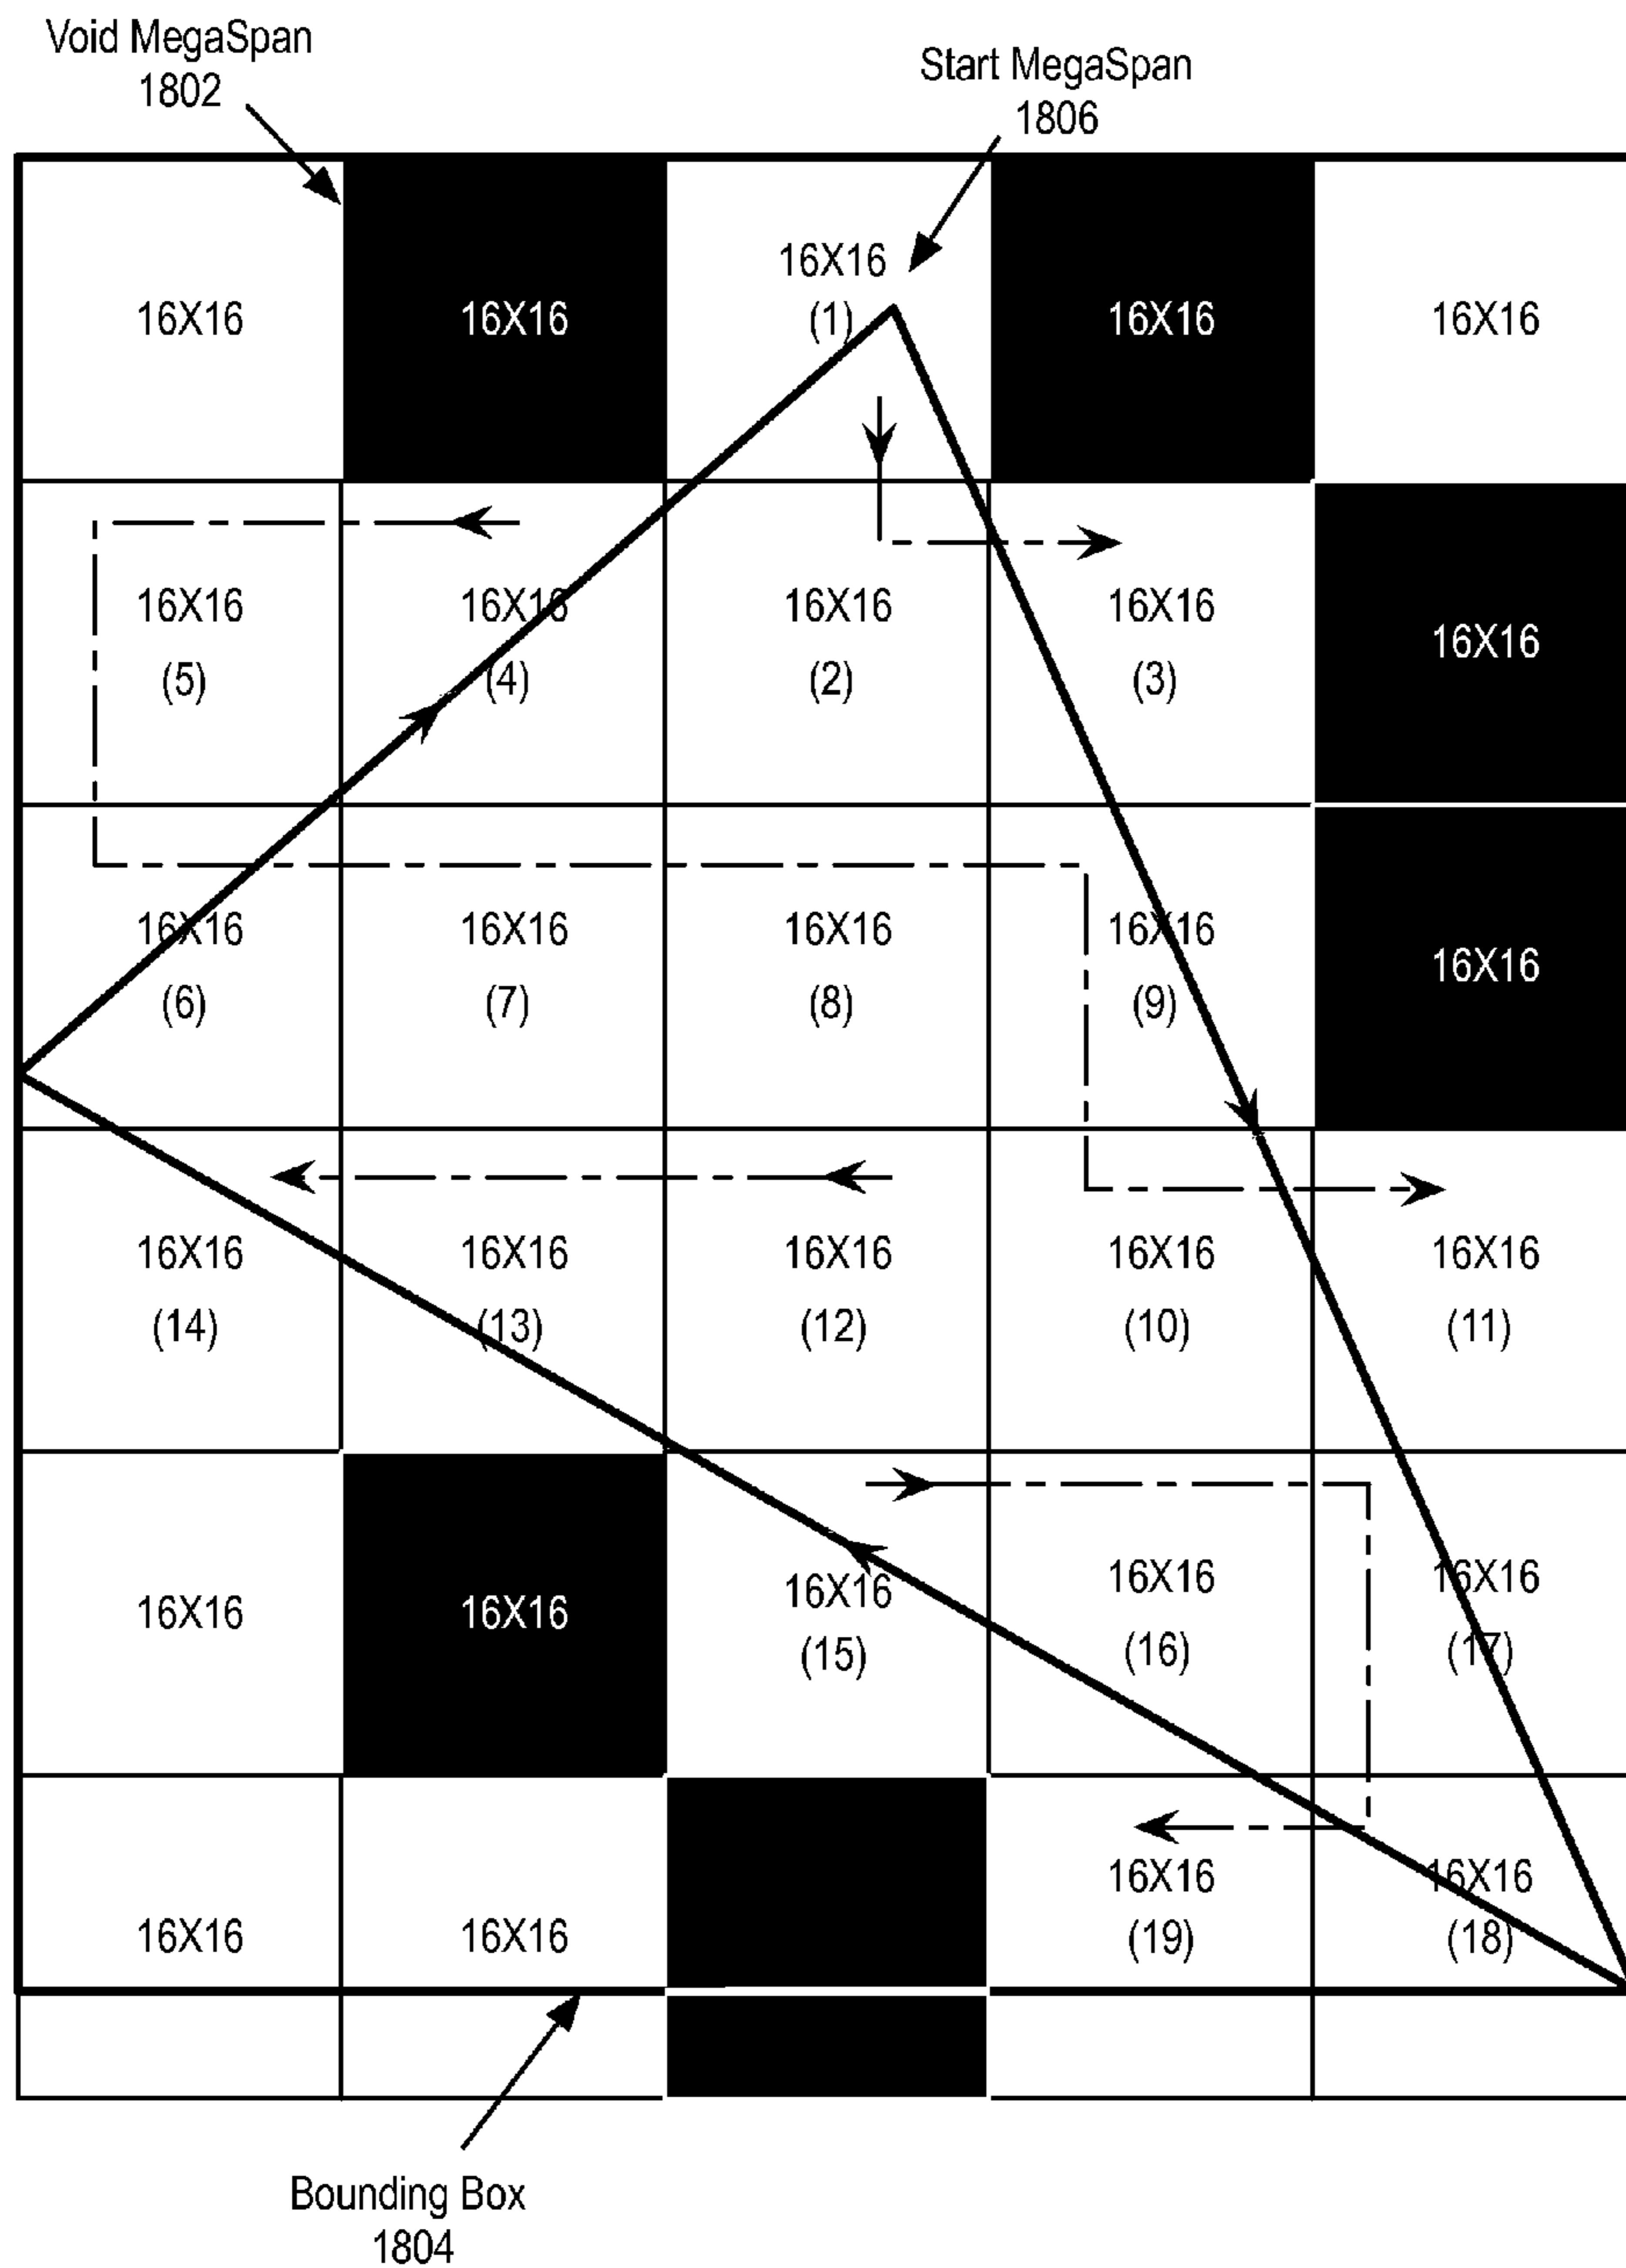 Void MegaSpan
1802
Start MegaSpan
1806
16X16
16X16
16X16
(1)
16X16
16X16
16X16
(5)
16X16
(4)
16X16
(2)
16X16
(3)
16X16
16X16
(6)
16X16
(7)
16X16
(8)
16X16
(9)
16X16
16X16
(14)
16X16
(13)
16X16
(12)
16X16
(10)
16X16
(11)
16X16
16X16
16X16
(15)
16X16
(16)
16X16
(17)
16X16
16X16
16X16
(19)
16X16
(18)
Bounding Box
1804